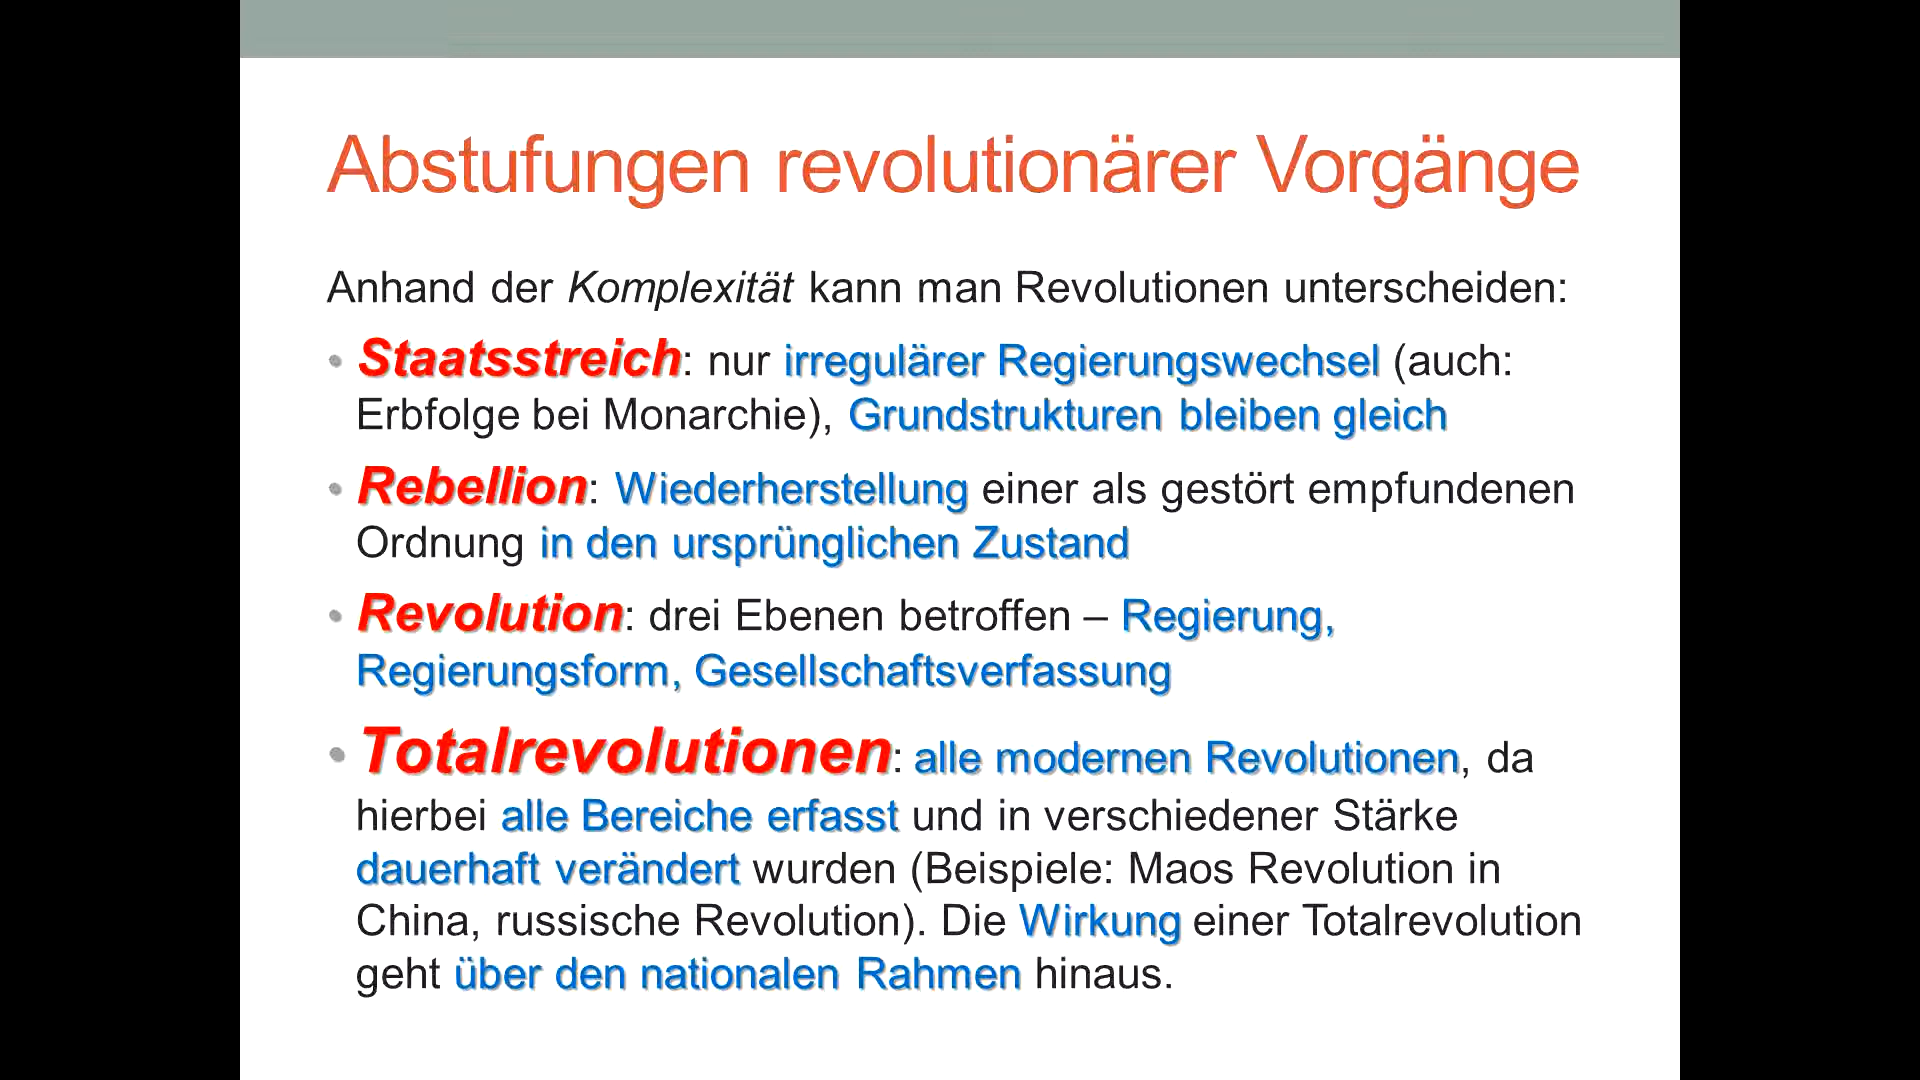 Abstufungen revolutionärer Vorgänge
Anhand der Komplexität kann man Revolutionen unterscheiden:
• Staatsstreich: nur irregulärer Regierungswechsel (auch:
Erbfolge bei Monarchie), Grundstrukturen bleiben gleich
• Rebellion: Wiederherstellung einer als gestört empfundenen
Ordnung in den ursprünglichen Zustand
• Revolution: drei Ebenen betroffen – Regierung,
Regierungsform, Gesellschaftsverfassung
• Totalrevolutionen: alle modernen Revolutionen, da
hierbei alle Bereiche erfasst und in verschiedener Stärke
dauerhaft verändert wurden (Beispiele: Maos Revolution in
China, russische Revolution). Die Wirkung einer Totalrevolution
geht über den nationalen Rahmen hinaus.